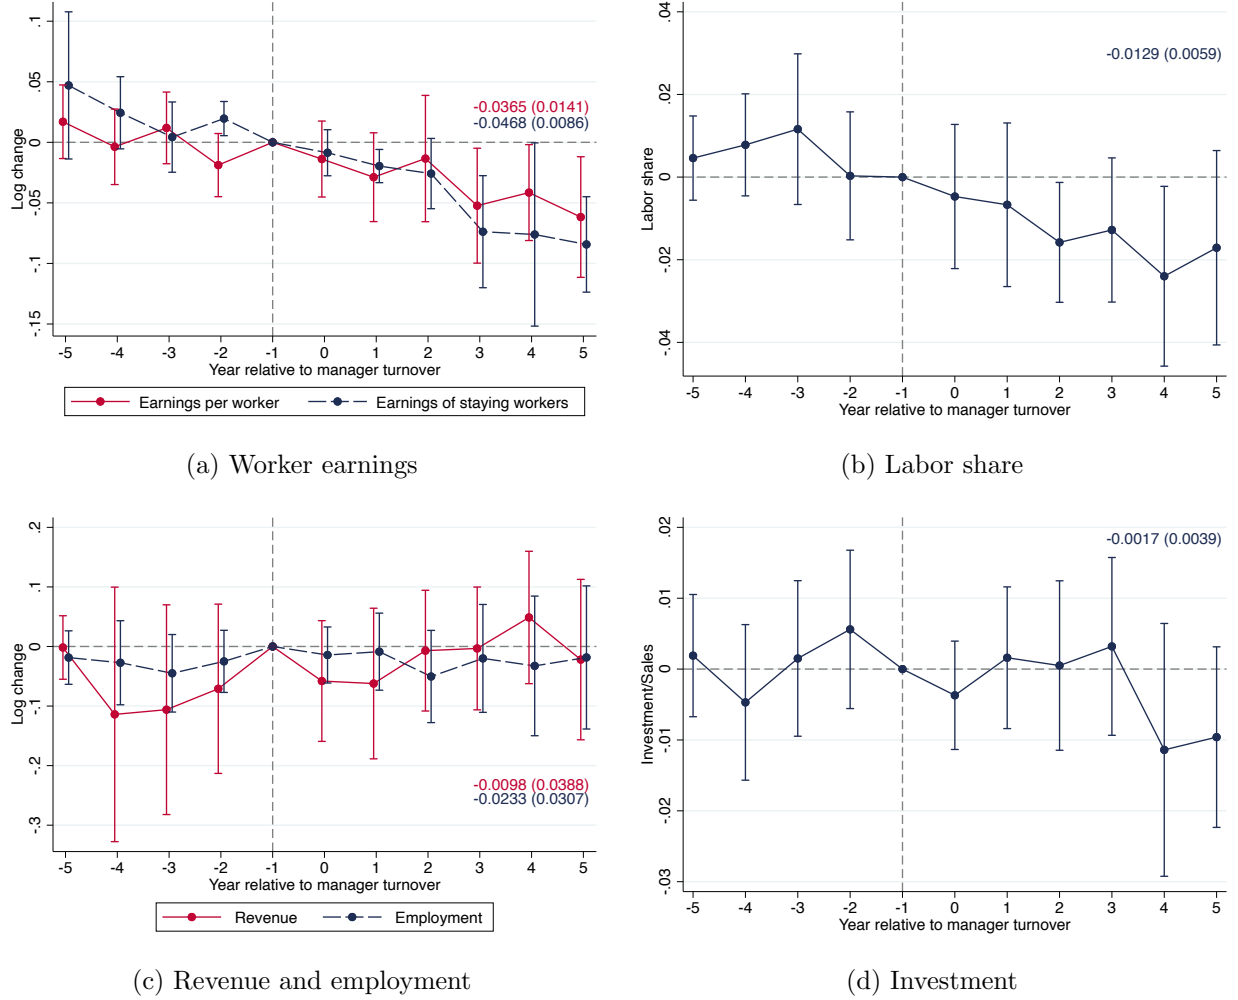 .1
.05
0
-.05
-.1
-.15
Log change
-0.0365 (0.0141)
-0.0468 (0.0086)
-5 -4 -3 -2 -1 0 1 2 3 4 5
Year relative to manager turnover
Earnings per worker Earnings of staying workers
(a) Worker earnings
.04
.02
0
-.02
-.04
Labor share
-0.0129 (0.0059)
-5 -4 -3 -2 -1 0 1 2 3 4 5
Year relative to manager turnover
(b) Labor share
.2
.1
0
-.1
-.2
-.3
Log change
-0.0098 (0.0388)
-0.0233 (0.0307)
-5 -4 -3 -2 -1 0 1 2 3 4 5
Year relative to manager turnover
Revenue Employment
(c) Revenue and employment
.02
.01
0
-.01
-.02
-.03
Investment/Sales
-0.0017 (0.0039)
-5 -4 -3 -2 -1 0 1 2 3 4 5
Year relative to manager turnover
(d) Investment